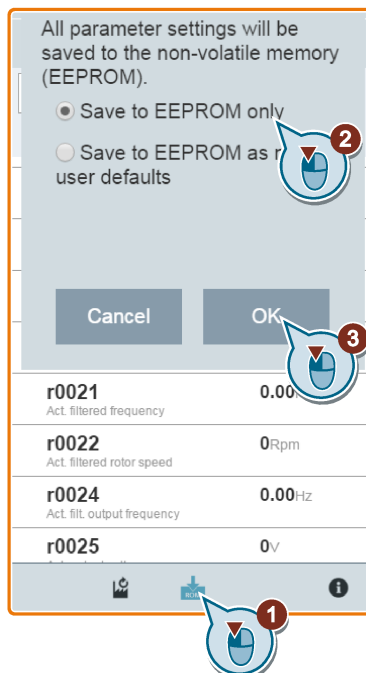 All parameter settings will be
saved to the non-volatile memory
(EEPROM).
Save to EEPROM only
2
Save to EEPROM as
user defaults
Cancel
OK
3
r0021
0.00
Act. filtered frequency
r0022
0Rpm
Act. filtered rotor speed
r0024
0.00Hz
Act. filt. output frequency
r0025
0V
ROM
1